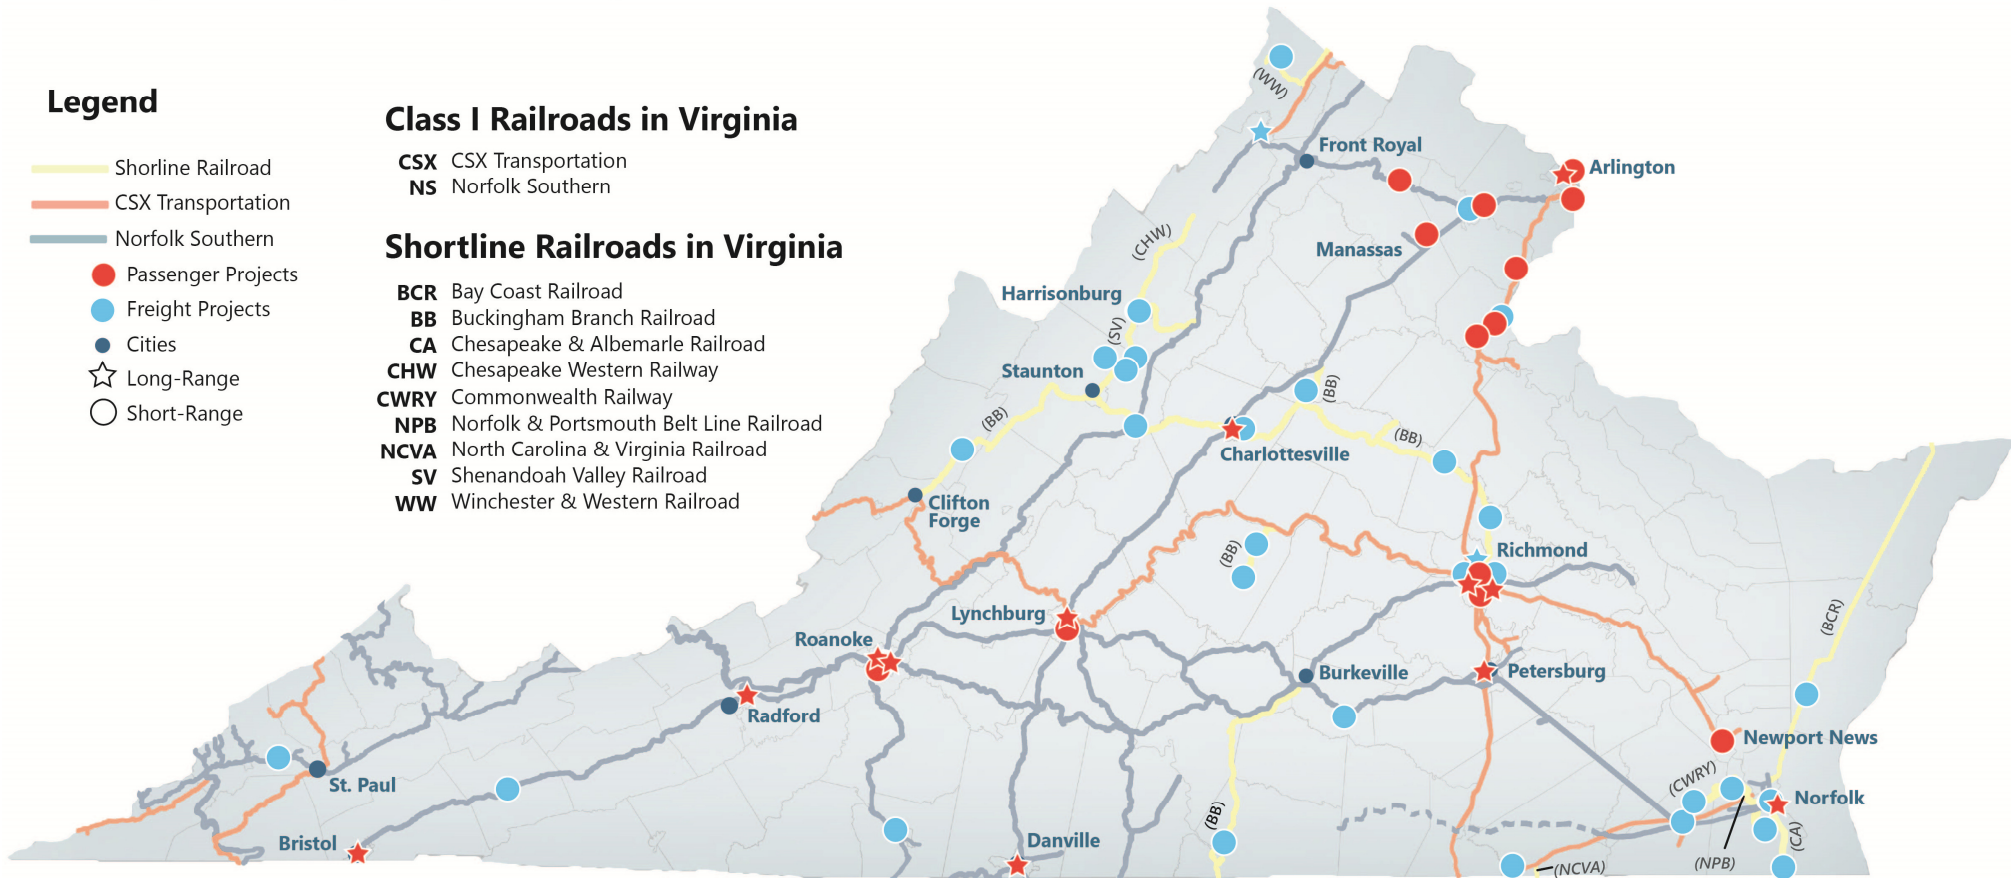 Legend
Shorline Railroad
CSX Transportation
Norfolk Southern
Passenger Projects
Freight Projects
Cities
Long-Range
Short-Range
Class I Railroads in Virginia
CSX CSX Transportation
NS Norfolk Southern
Shortline Railroads in Virginia
BCR Bay Coast Railroad
BB Buckingham Branch Railroad
CA Chesapeake & Albemarle Railroad
CHW Chesapeake Western Railway
CWRY Commonwealth Railway
NPB Norfolk & Portsmouth Belt Line Railroad
NCVA North Carolina & Virginia Railroad
SV Shenandoah Valley Railroad
WW Winchester & Western Railroad
(WW)
Front Royal
Arlington
(CHW)
Manassas
Harrisonburg
(SV)
Staunton
(BB)
(BB)
(BB)
Charlottesville
Clifton
Forge
(BB)
Richmond
Lynchburg
(BCR)
Roanoke
Burkeville
Petersburg
Radford
Newport News
St. Paul
(CWRY)
Norfolk
(BB)
Bristol
Danville
(CA)
(NPB)
(NCVA)